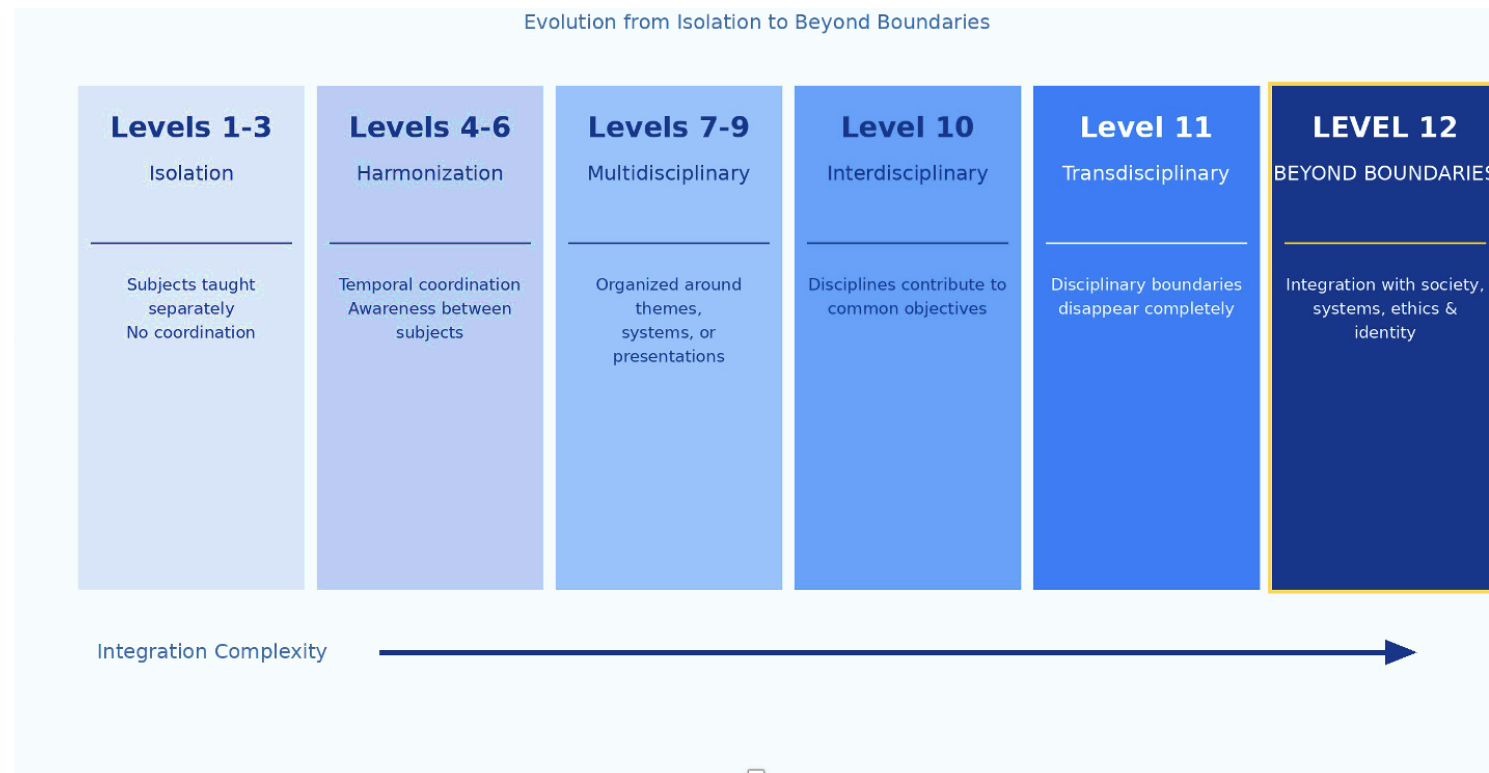 Evolution from Isolation to Beyond Boundaries
Levels 1-3
Isolation
Subjects taught
separately
No coordination
Levels 4-6
Harmonization
Temporal coordination
Awareness between
subjects
Levels 7-9
Multidisciplinary
Organized around
themes,
systems, or
presentations
Level 10
Interdisciplinary
Disciplines contribute to
common objectives
Level 11
Transdisciplinary
Disciplinary boundaries
disappear completely
LEVEL 12
BEYOND BOUNDARIES
Integration with society,
systems, ethics &
identity
Integration Complexity